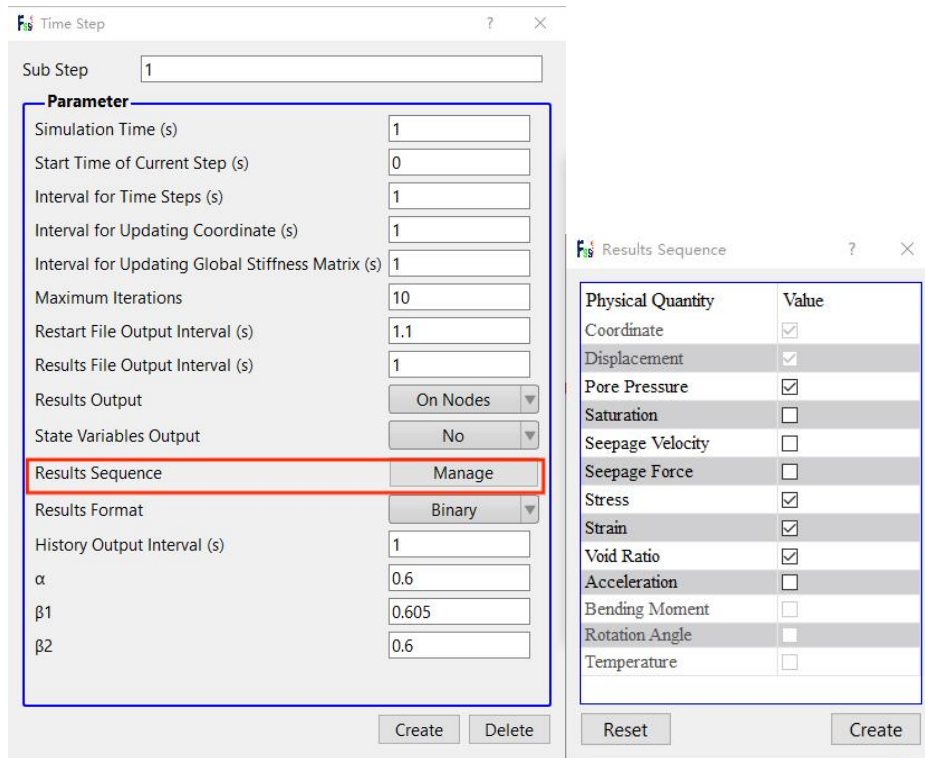 Time Step ? ×
Sub Step 1
Parameter
Simulation Time (s) 1
Start Time of Current Step (s) 0
Interval for Time Steps (s) 1
Interval for Updating Coordinate (s) 1
Interval for Updating Global Stiffness Matrix (s) 1
Maximum Iterations 10
Restart File Output Interval (s) 1.1
Results File Output Interval (s) 1
Results Output On Nodes
State Variables Output No
Results Sequence Manage
Results Format Binary
History Output Interval (s) 1
α 0.6
β1 0.605
β2 0.6
Create Delete
Results Sequence ? ×
Physical Quantity Value
Coordinate
Displacement
Pore Pressure
Saturation
Seepage Velocity
Seepage Force
Stress
Strain
Void Ratio
Acceleration
Bending Moment
Rotation Angle
Temperature
Reset Create